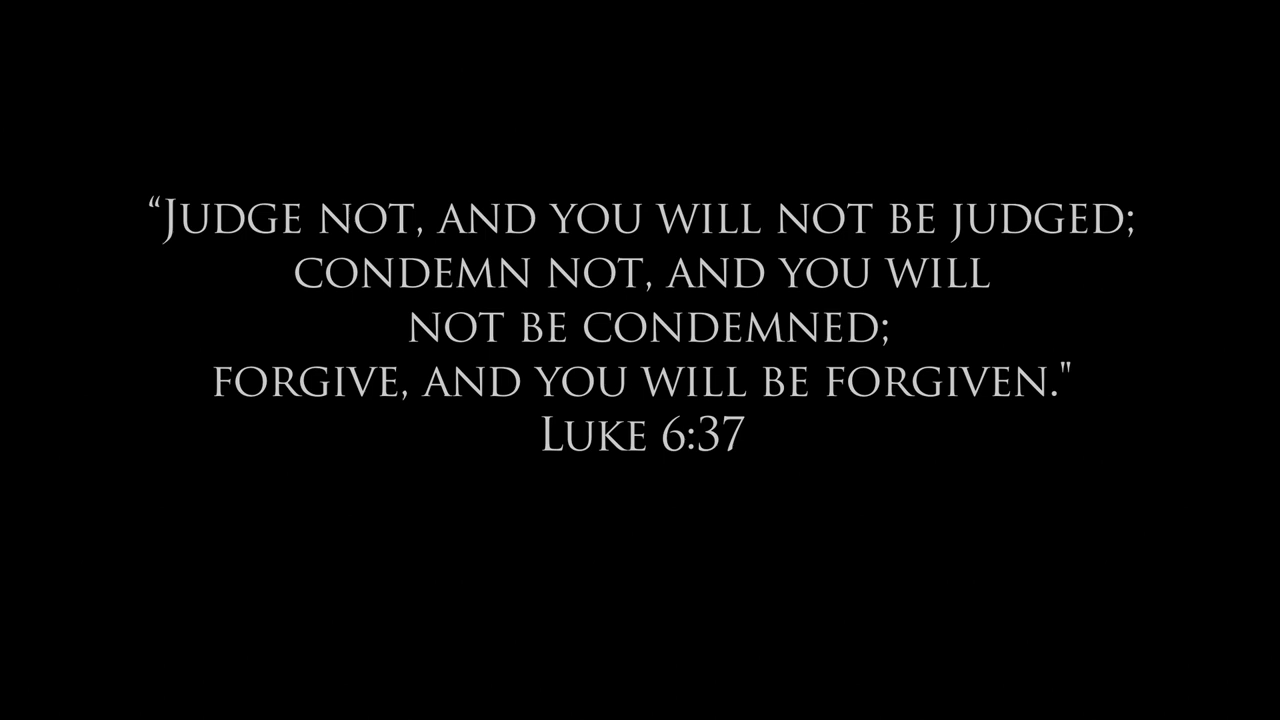 “Judge not, and you will not be judged;
condemn not, and you will
not be condemned;
forgive, and you will be forgiven."
Luke 6:37